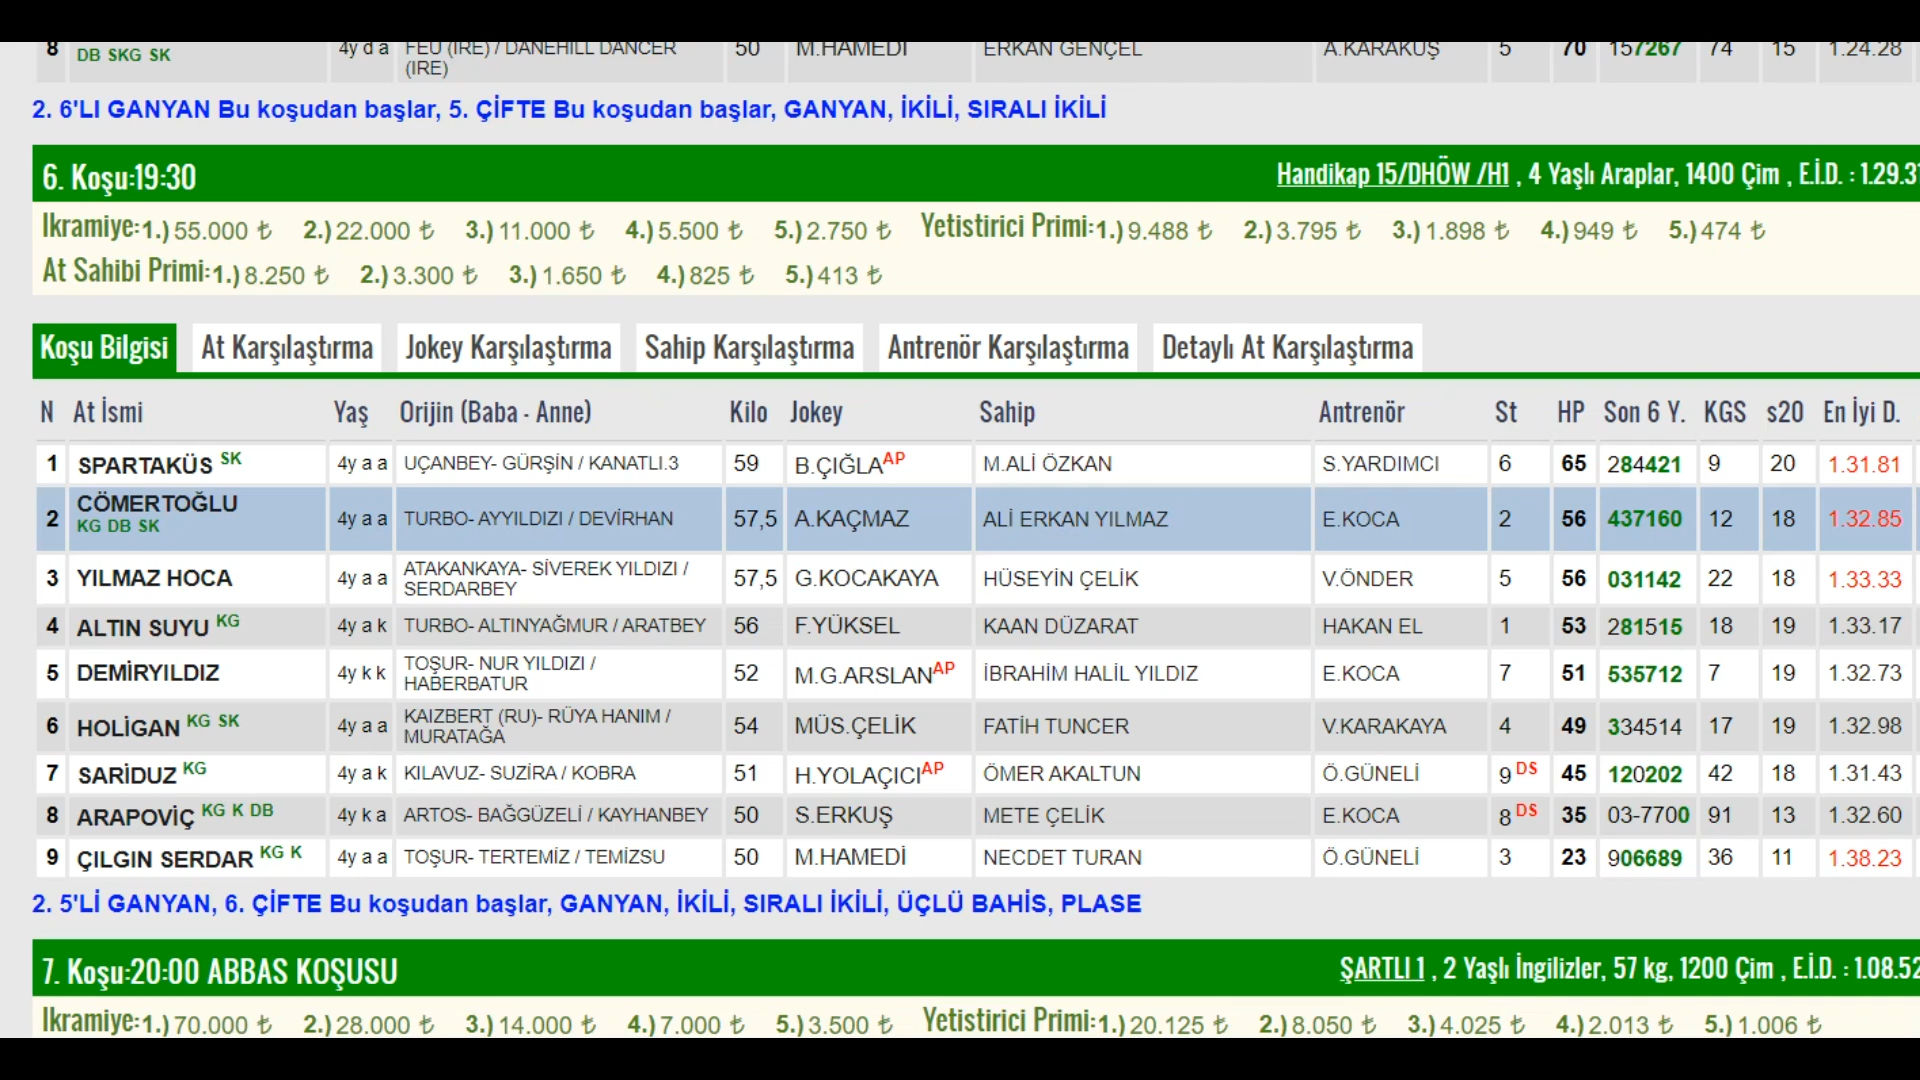 8 DB SKG SK 4y d a FEU (IRE) / DANEHILL DANCER (IRE) 50 M.HAMEDİ ERKAN GENÇEL A.KARAKUŞ 5 70 157267 74 15 1.24.28
2. 6'LI GANYAN Bu koşudan başlar, 5. ÇİFTE Bu koşudan başlar, GANYAN, İKİLİ, SIRALI İKİLİ
6. Koşu:19:30 Handikap 15/DHÖW /H1 , 4 Yaşlı Araplar, 1400 Çim , E.İ.D. : 1.29.31
Ikramiye:1.) 55.000 ₺ 2.) 22.000 ₺ 3.) 11.000 ₺ 4.) 5.500 ₺ 5.) 2.750 ₺ Yetistirici Primi:1.) 9.488 ₺ 2.) 3.795 ₺ 3.) 1.898 ₺ 4.) 949 ₺ 5.) 474 ₺
At Sahibi Primi:1.) 8.250 ₺ 2.) 3.300 ₺ 3.) 1.650 ₺ 4.) 825 ₺ 5.) 413 ₺
Koşu Bilgisi At Karşılaştırma Jokey Karşılaştırma Sahip Karşılaştırma Antrenör Karşılaştırma Detaylı At Karşılaştırma
N At İsmi Yaş Orijin (Baba - Anne) Kilo Jokey Sahip Antrenör St HP Son 6 Y. KGS s20 En İyi D.
1 SPARTAKÜS SK 4y a a UÇANBEY- GÜRŞİN / KANATLI.3 59 B.ÇIĞLA AP M.ALİ ÖZKAN S.YARDIMCI 6 65 284421 9 20 1.31.81
2 CÖMERTOĞLU KG DB SK 4y a a TURBO- AYYILDIZI / DEVİRHAN 57,5 A.KAÇMAZ ALİ ERKAN YILMAZ E.KOCA 2 56 437160 12 18 1.32.85
3 YILMAZ HOCA 4y a a ATAKANKAYA- SİVEREK YILDIZI / SERDARBEY 57,5 G.KOCAKAYA HÜSEYİN ÇELİK V.ÖNDER 5 56 031142 22 18 1.33.33
4 ALTIN SUYU KG 4y a k TURBO- ALTINYAĞMUR / ARATBEY 56 F.YÜKSEL KAAN DÜZARAT HAKAN EL 1 53 281515 18 19 1.33.17
5 DEMİRYILDIZ 4y k k TOŞUR- NUR YILDIZI / HABERBATUR 52 M.G.ARSLAN AP İBRAHİM HALİL YILDIZ E.KOCA 7 51 535712 7 19 1.32.73
6 HOLİGAN KG SK 4y a a KAIZBERT (RU)- RÜYA HANIM / MURATAĞA 54 MÜS.ÇELİK FATİH TUNCER V.KARAKAYA 4 49 334514 17 19 1.32.98
7 SARİDUZ KG 4y a k KILAVUZ- SUZİRA / KOBRA 51 H.YOLAÇICI AP ÖMER AKALTUN Ö.GÜNELİ 9 DS 45 120202 42 18 1.31.43
8 ARAPOVİÇ KG K DB 4y k a ARTOS- BAĞGÜZELİ / KAYHANBEY 50 S.ERKUŞ METE ÇELİK E.KOCA 8 DS 35 03-7700 91 13 1.32.60
9 ÇILGIN SERDAR KG K 4y a a TOŞUR- TERTEMİZ / TEMİZSU 50 M.HAMEDİ NECDET TURAN Ö.GÜNELİ 3 23 906689 36 11 1.38.23
2. 5'Lİ GANYAN, 6. ÇİFTE Bu koşudan başlar, GANYAN, İKİLİ, SIRALI İKİLİ, ÜÇLÜ BAHİS, PLASE
7. Koşu:20:00 ABBAS KOŞUSU ŞARTLI 1 , 2 Yaşlı İngilizler, 57 kg, 1200 Çim , E.İ.D. : 1.08.52
Ikramiye:1.) 70.000 ₺ 2.) 28.000 ₺ 3.) 14.000 ₺ 4.) 7.000 ₺ 5.) 3.500 ₺ Yetistirici Primi:1.) 20.125 ₺ 2.) 8.050 ₺ 3.) 4.025 ₺ 4.) 2.013 ₺ 5.) 1.006 ₺